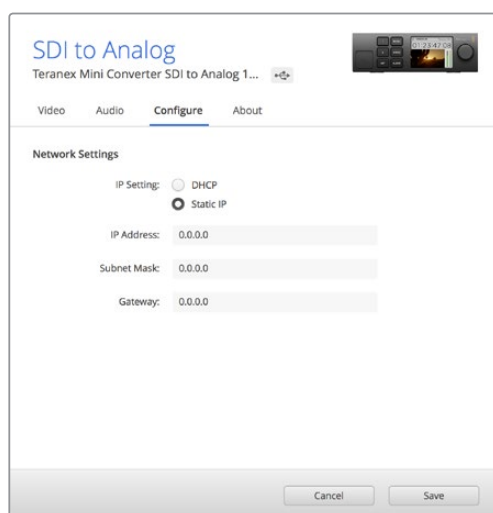 SDI to Analog
Teranex Mini Converter SDI to Analog 1...
Video Audio Configure About
Network Settings
IP Setting: DHCP
Static IP
IP Address: 0.0.0.0
Subnet Mask: 0.0.0.0
Gateway: 0.0.0.0
Cancel Save